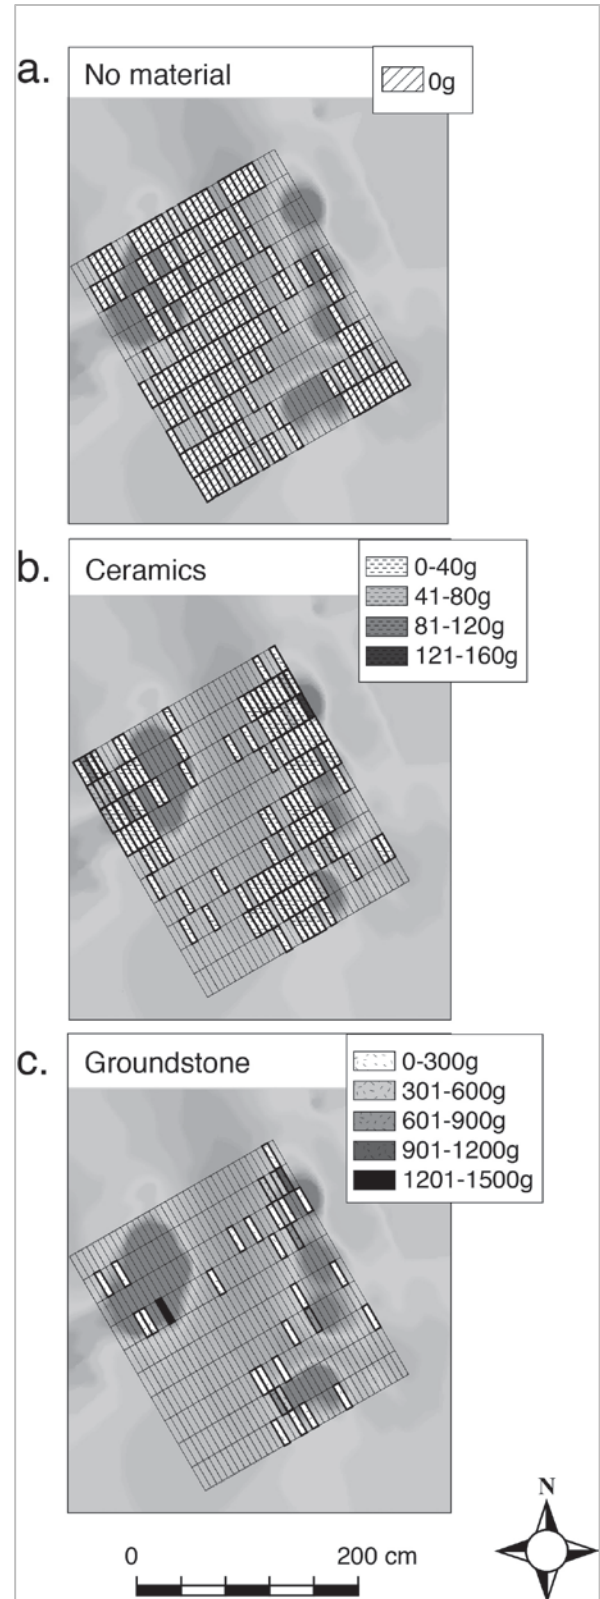 a.
No material
0g
b.
Ceramics
0-40g
41-80g
81-120g
121-160g
c.
Groundstone
0-300g
301-600g
601-900g
901-1200g
1201-1500g
N
0 200 cm